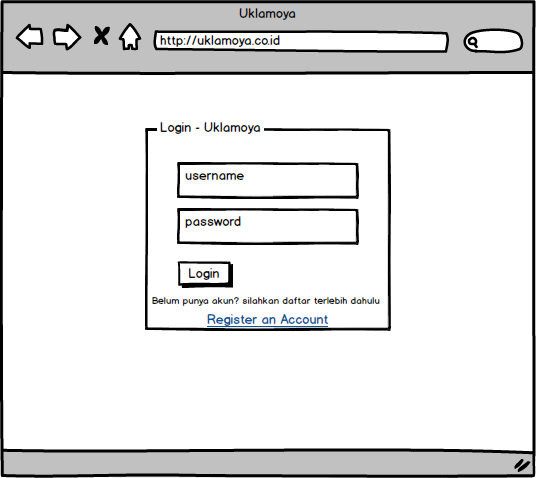 Uklamoya
http://uklamoya.co.id
Login - Uklamoya
username
password
Login
Belum punya akun? silahkan daftar terlebih dahulu
Register an Account